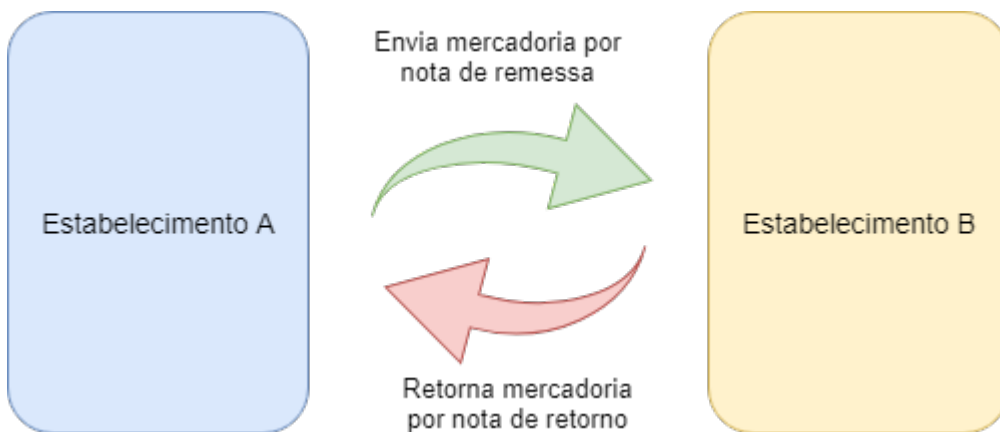 Envia mercadoria por
nota de remessa
Estabelecimento A
Estabelecimento B
Retorna mercadoria
por nota de retorno